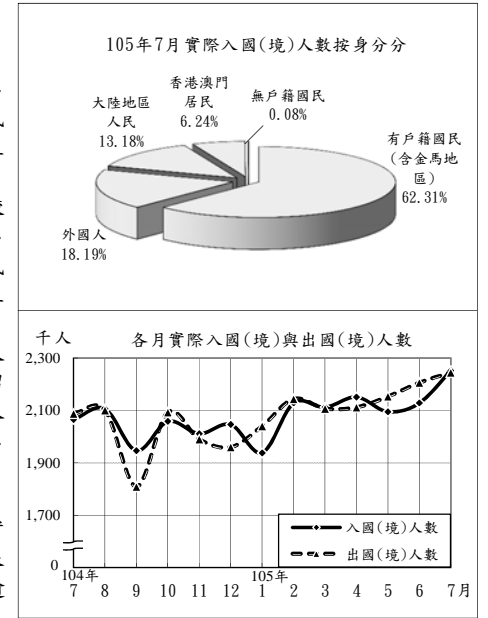 105年7月實際入國(境)人數按身分分
香港澳門
居民
6.24%
無戶籍國民
0.08%
大陸地區
人民
13.18%
有戶籍國民
(含金馬地
區)
62.31%
外國人
18.19%
千人
各月實際入國(境)與出國(境)人數
2,300
2,100
1,900
1,700
0
入國(境)人數
出國(境)人數
104年 105年
7 8 9 10 11 12 1 2 3 4 5 6 7月